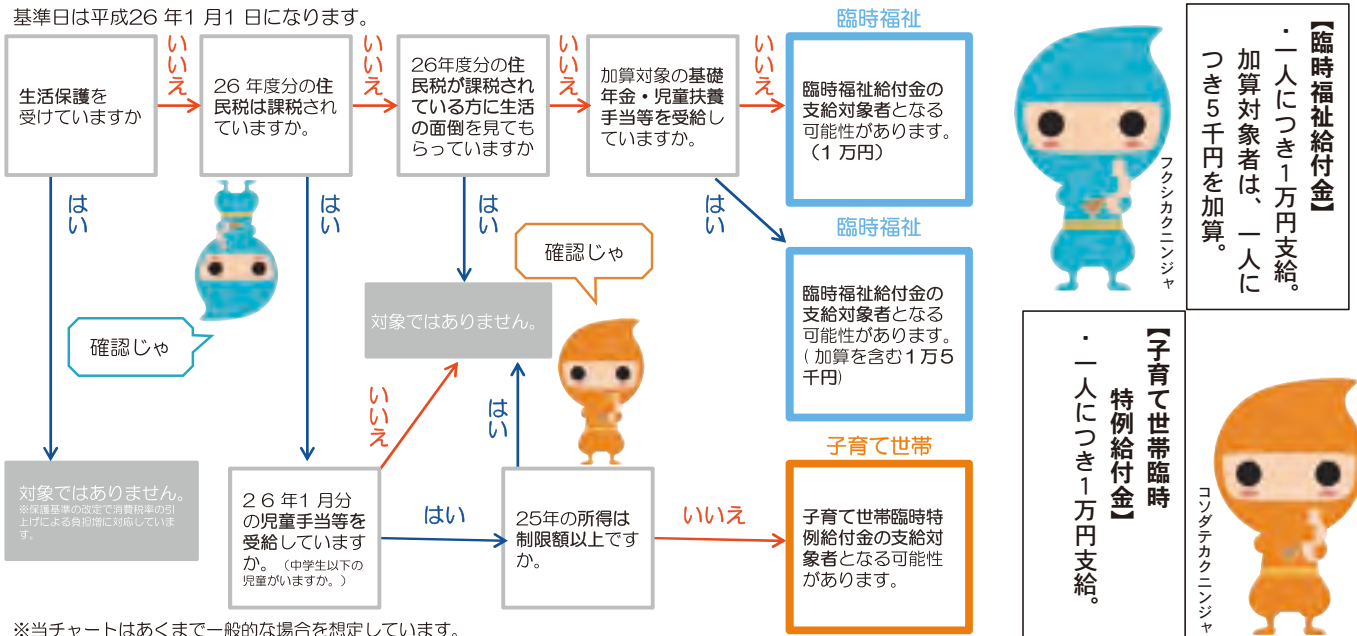 基準日は平成26年1月1日になります。
生活保護を
受けていますか
いいえ
はい
26年度分の住
民税は課税され
ていますか。
いいえ
はい
26年度分の住
民税が課税され
ている方に生活
の面倒を見ても
らっていますか
いいえ
はい
加算対象の基礎
年金・児童扶養
手当等を受給し
ていますか。
いいえ
はい
臨時福祉
臨時福祉給付金の
支給対象者となる
可能性があります。
（1万円）
臨時福祉
臨時福祉給付金の
支給対象者となる
可能性があります。
(加算を含む1万5
千円)
確認じゃ
確認じゃ
対象ではありません。
対象ではありません。
※保護基準の改定で消費税率の引
上げによる負担増に対応していま
す。
26年1月分
の児童手当等を
受給しています
か。（中学生以下の
児童がいますか。）
いいえ
はい
25年の所得は
制限額以上です
か。
はい
いいえ
子育て世帯
子育て世帯臨時特
例給付金の支給対
象者となる可能性
があります。
※当チャートはあくまで一般的な場合を想定しています。
【臨時福祉給付金】
・一人につき1万円支給。
加算対象者は、一人に
つき5千円を加算。
フクシカクニンジャ
【子育て世帯臨時
特例給付金】
・一人につき1万円支給。
コソダテカクニンジャ